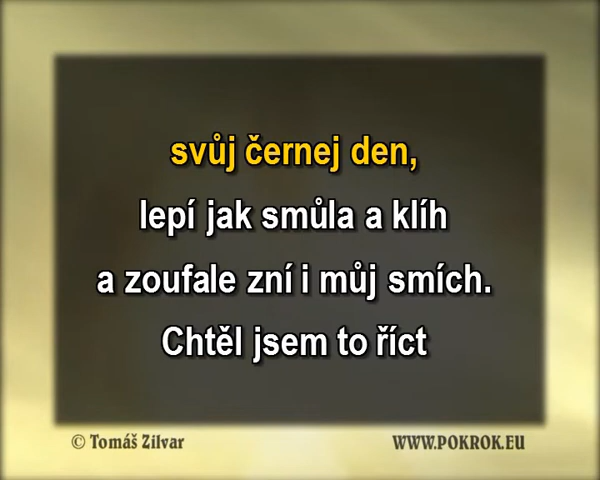 svůj černej den,
lepí jak smůla a klíh
a zoufale zní i můj smích.
Chtěl jsem to říct
© Tomáš Zilvar
WWW.POKROK.EU